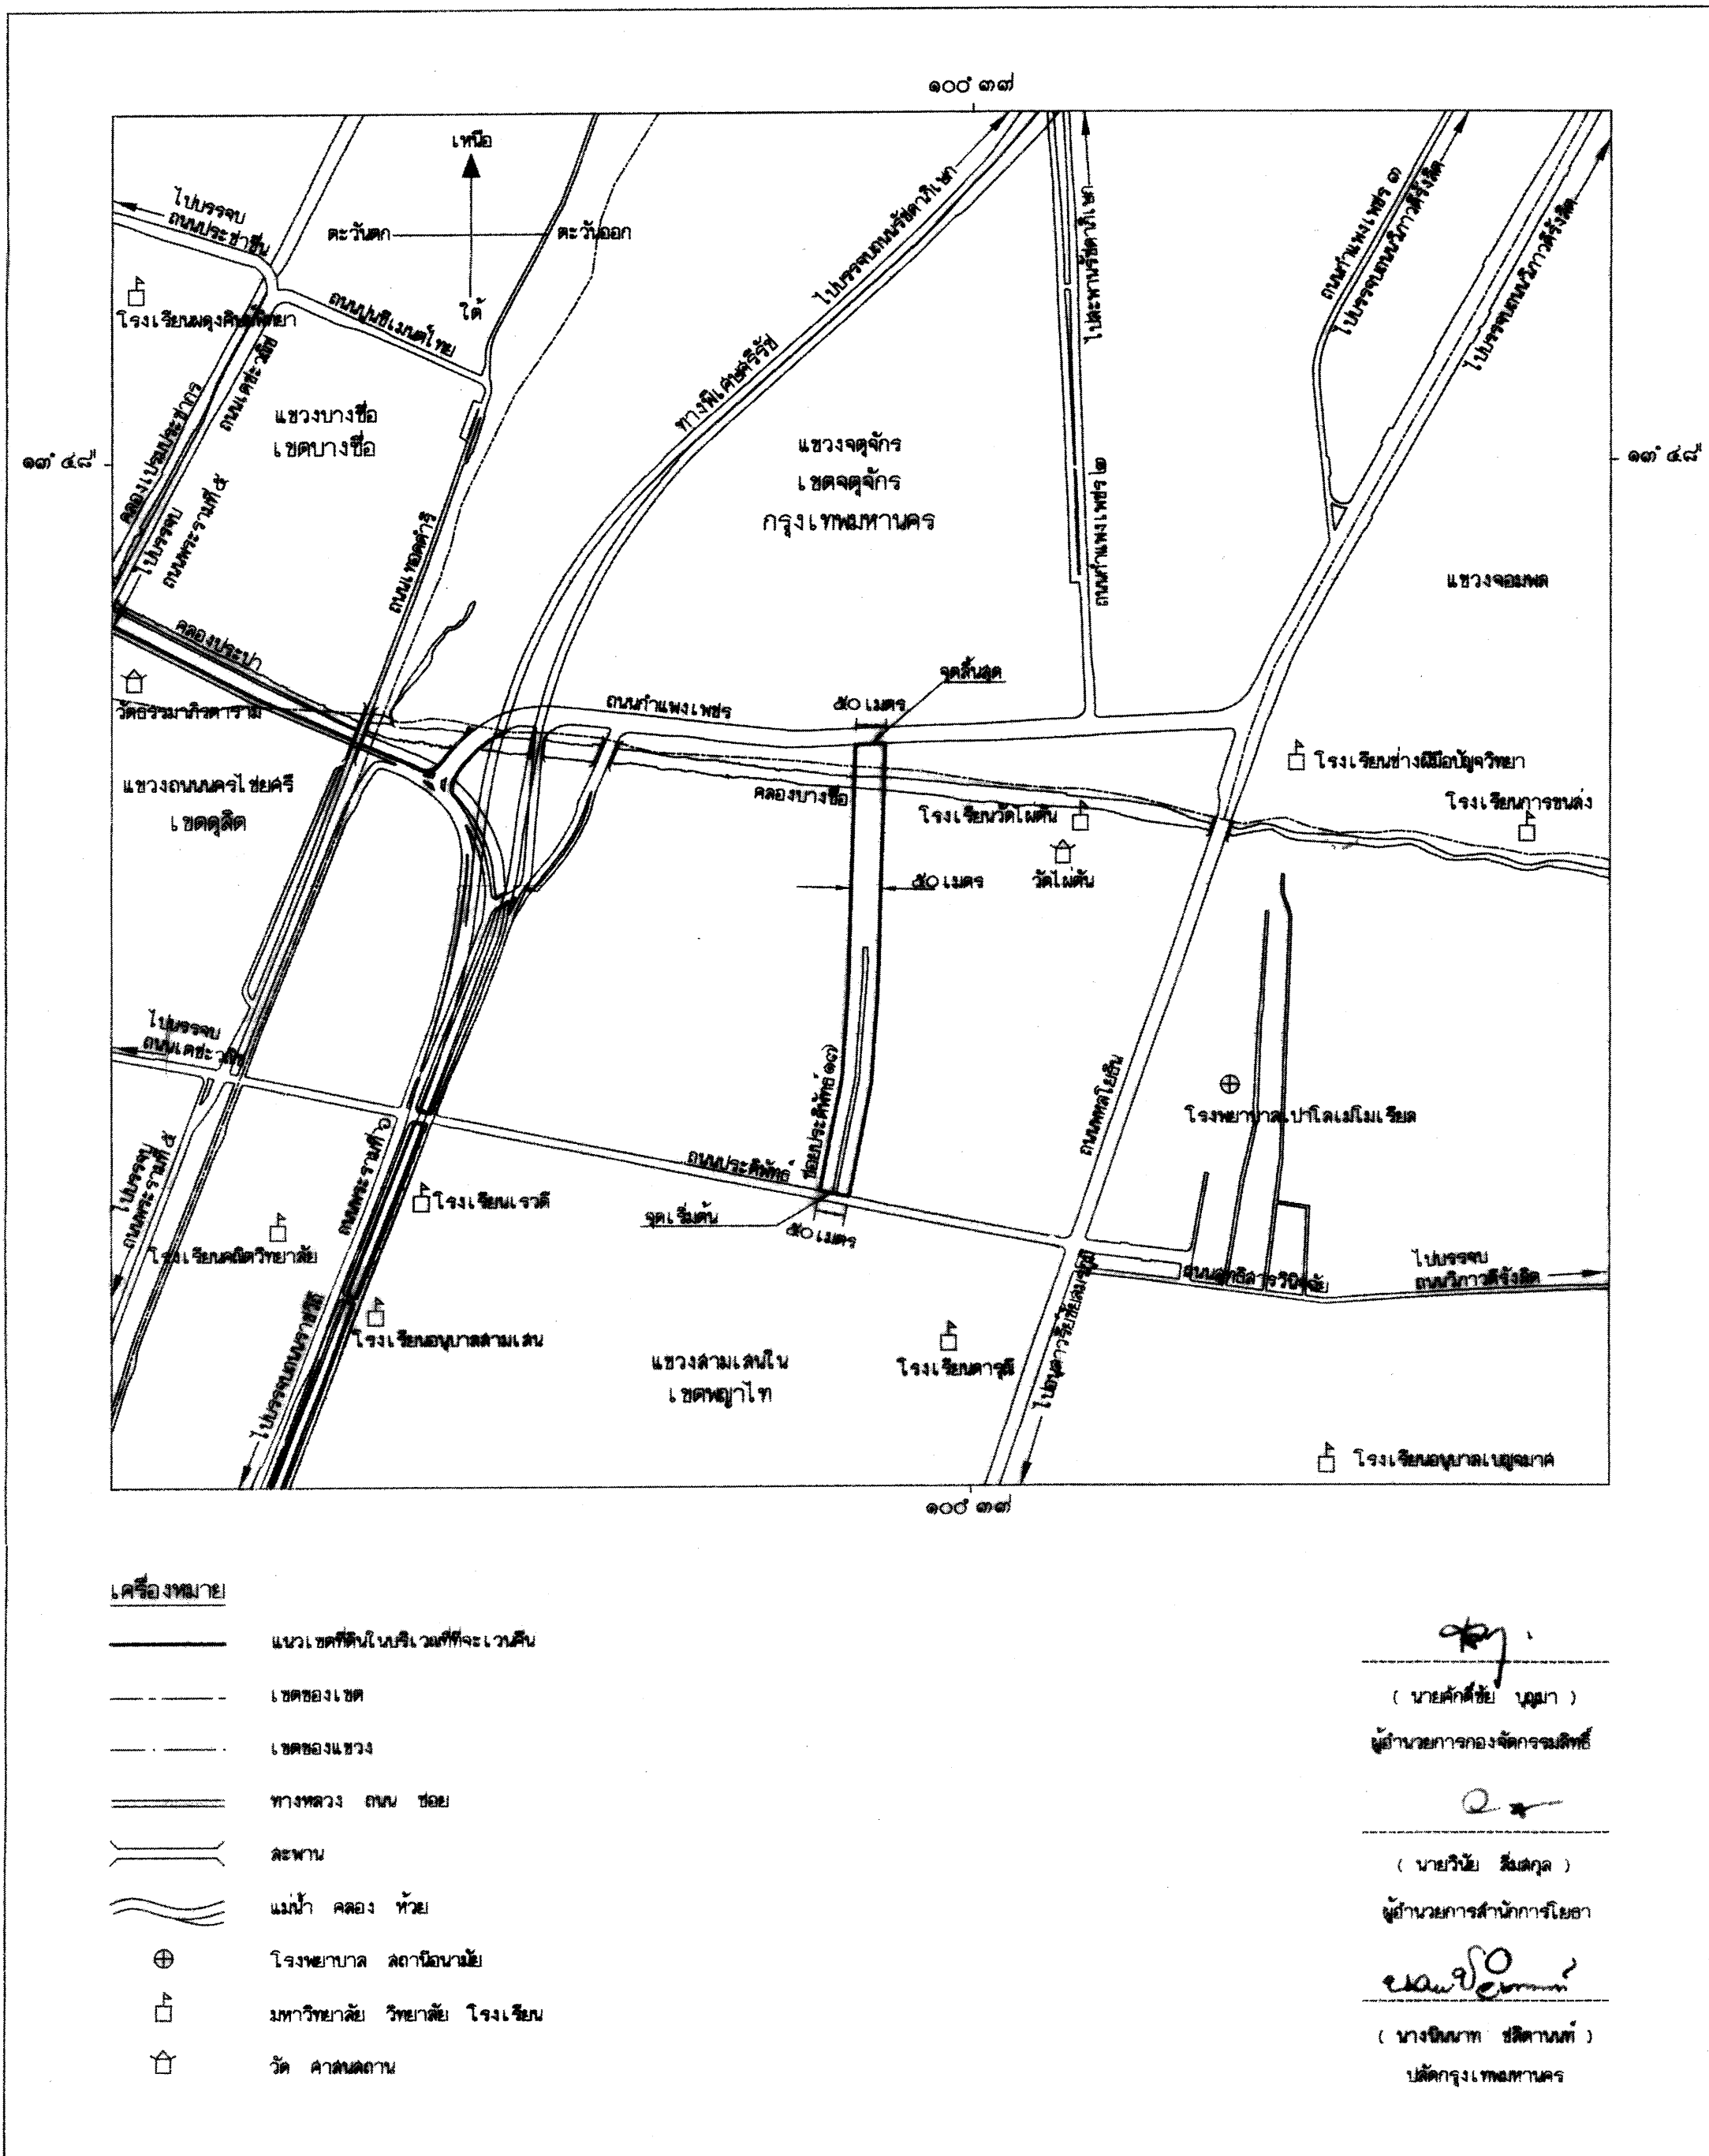 ๑๐๐° ๓๗'
เหนือ
ตะวันตก
ตะวันออก
ใต้
ไปบรรจบ
ถนนประชาชื่น
โรงเรียนผดุงศิษย์พิทยา
ถนนปูนซีเมนต์ไทย
ถนนเตชะวณิช
คลองเปรมประชากร
ไปบรรจบ
ถนนพระรามที่ ๕
แขวงบางซื่อ
เขตบางซื่อ
ถนนเทอดดำริ
ทางพิเศษศรีรัช
ไปบรรจบถนนรัชดาภิเษก
แขวงจตุจักร
เขตจตุจักร
กรุงเทพมหานคร
ไปสะพานรัชดาภิเษก
ถนนกำแพงเพชร ๒
ถนนกำแพงเพชร ๓
ไปบรรจบถนนวิภาวดีรังสิต
ไปบรรจบถนนวิภาวดีรังสิต
๑๓° ๔๘'
๑๓° ๔๘'
แขวงจอมพล
คลองประปา
วัดธรรมาภิรตาราม
ถนนกำแพงเพชร
๕๐ เมตร
จุดสิ้นสุด
แขวงถนนนครไชยศรี
เขตดุสิต
คลองบางซื่อ
โรงเรียนวัดไผ่ตัน
วัดไผ่ตัน
๕๐ เมตร
โรงเรียนช่างฝีมือปัญจวิทยา
โรงเรียนการขนส่ง
ไปบรรจบ
ถนนเตชะวณิช
ไปบรรจบ
ถนนพระรามที่ ๕
ถนนพระรามที่ ๖
ซอยประดิพัทธ์ ๑๗
ถนนประดิพัทธ์
ถนนพหลโยธิน
โรงพยาบาลเปาโลเมโมเรียล
โรงเรียนเรวดี
จุดเริ่มต้น
๕๐ เมตร
โรงเรียนคณิตวิทยาลัย
โรงเรียนอนุบาลสามเสน
ไปบรรจบถนนราชวิถี
แขวงสามเสนใน
เขตพญาไท
โรงเรียนดารุณี
ไปอนุสาวรีย์ชัยสมรภูมิ
ถนนสุทธิสารวินิจฉัย
ไปบรรจบ
ถนนวิภาวดีรังสิต
โรงเรียนอนุบาลเบญจมาศ
๑๐๐° ๓๗'
เครื่องหมาย
แนวเขตที่ดินในบริเวณที่ที่จะเวนคืน
เขตของเขต
เขตของแขวง
ทางหลวง ถนน ซอย
สะพาน
แม่น้ำ คลอง ห้วย
โรงพยาบาล สถานีอนามัย
มหาวิทยาลัย วิทยาลัย โรงเรียน
วัด ศาสนสถาน
( นายศักดิ์ชัย บุญมา )
ผู้อำนวยการกองจัดกรรมสิทธิ์
( นายวินัย ลิ่มสกุล )
ผู้อำนวยการสำนักการโยธา
( นางนินนาท ชลิตานนท์ )
ปลัดกรุงเทพมหานคร